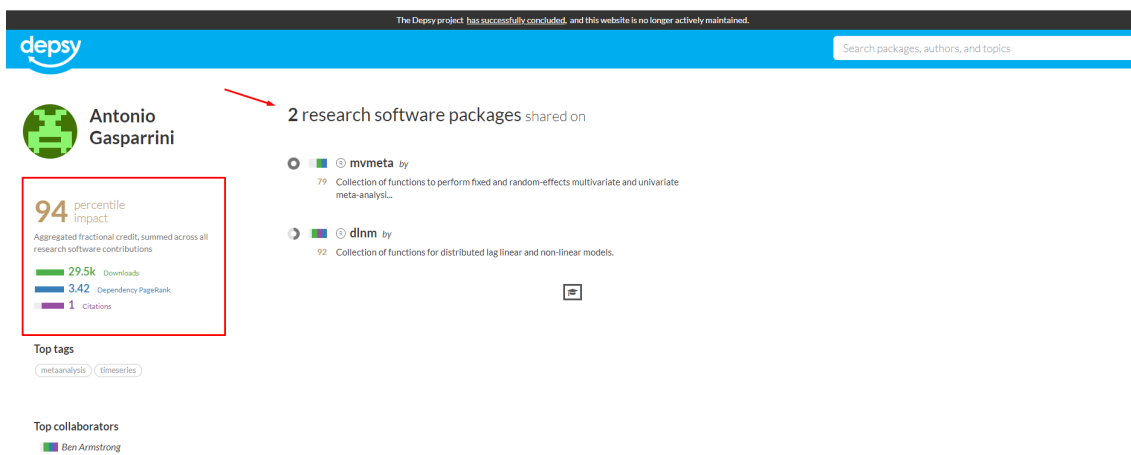 The Depsy project has successfully concluded, and this website is no longer actively maintained.
depsy
Search packages, authors, and topics
Antonio
Gasparrini
94 percentile
impact
Aggregated fractional credit, summed across all
research software contributions
29.5k Downloads
3.42 Dependency PageRank
1 Citations
Top tags
metaanalysis timeseries
Top collaborators
Ben Armstrong
2 research software packages shared on
mvmeta by
79 Collection of functions to perform fixed and random-effects multivariate and univariate
meta-analysi...
dlnm by
92 Collection of functions for distributed lag linear and non-linear models.